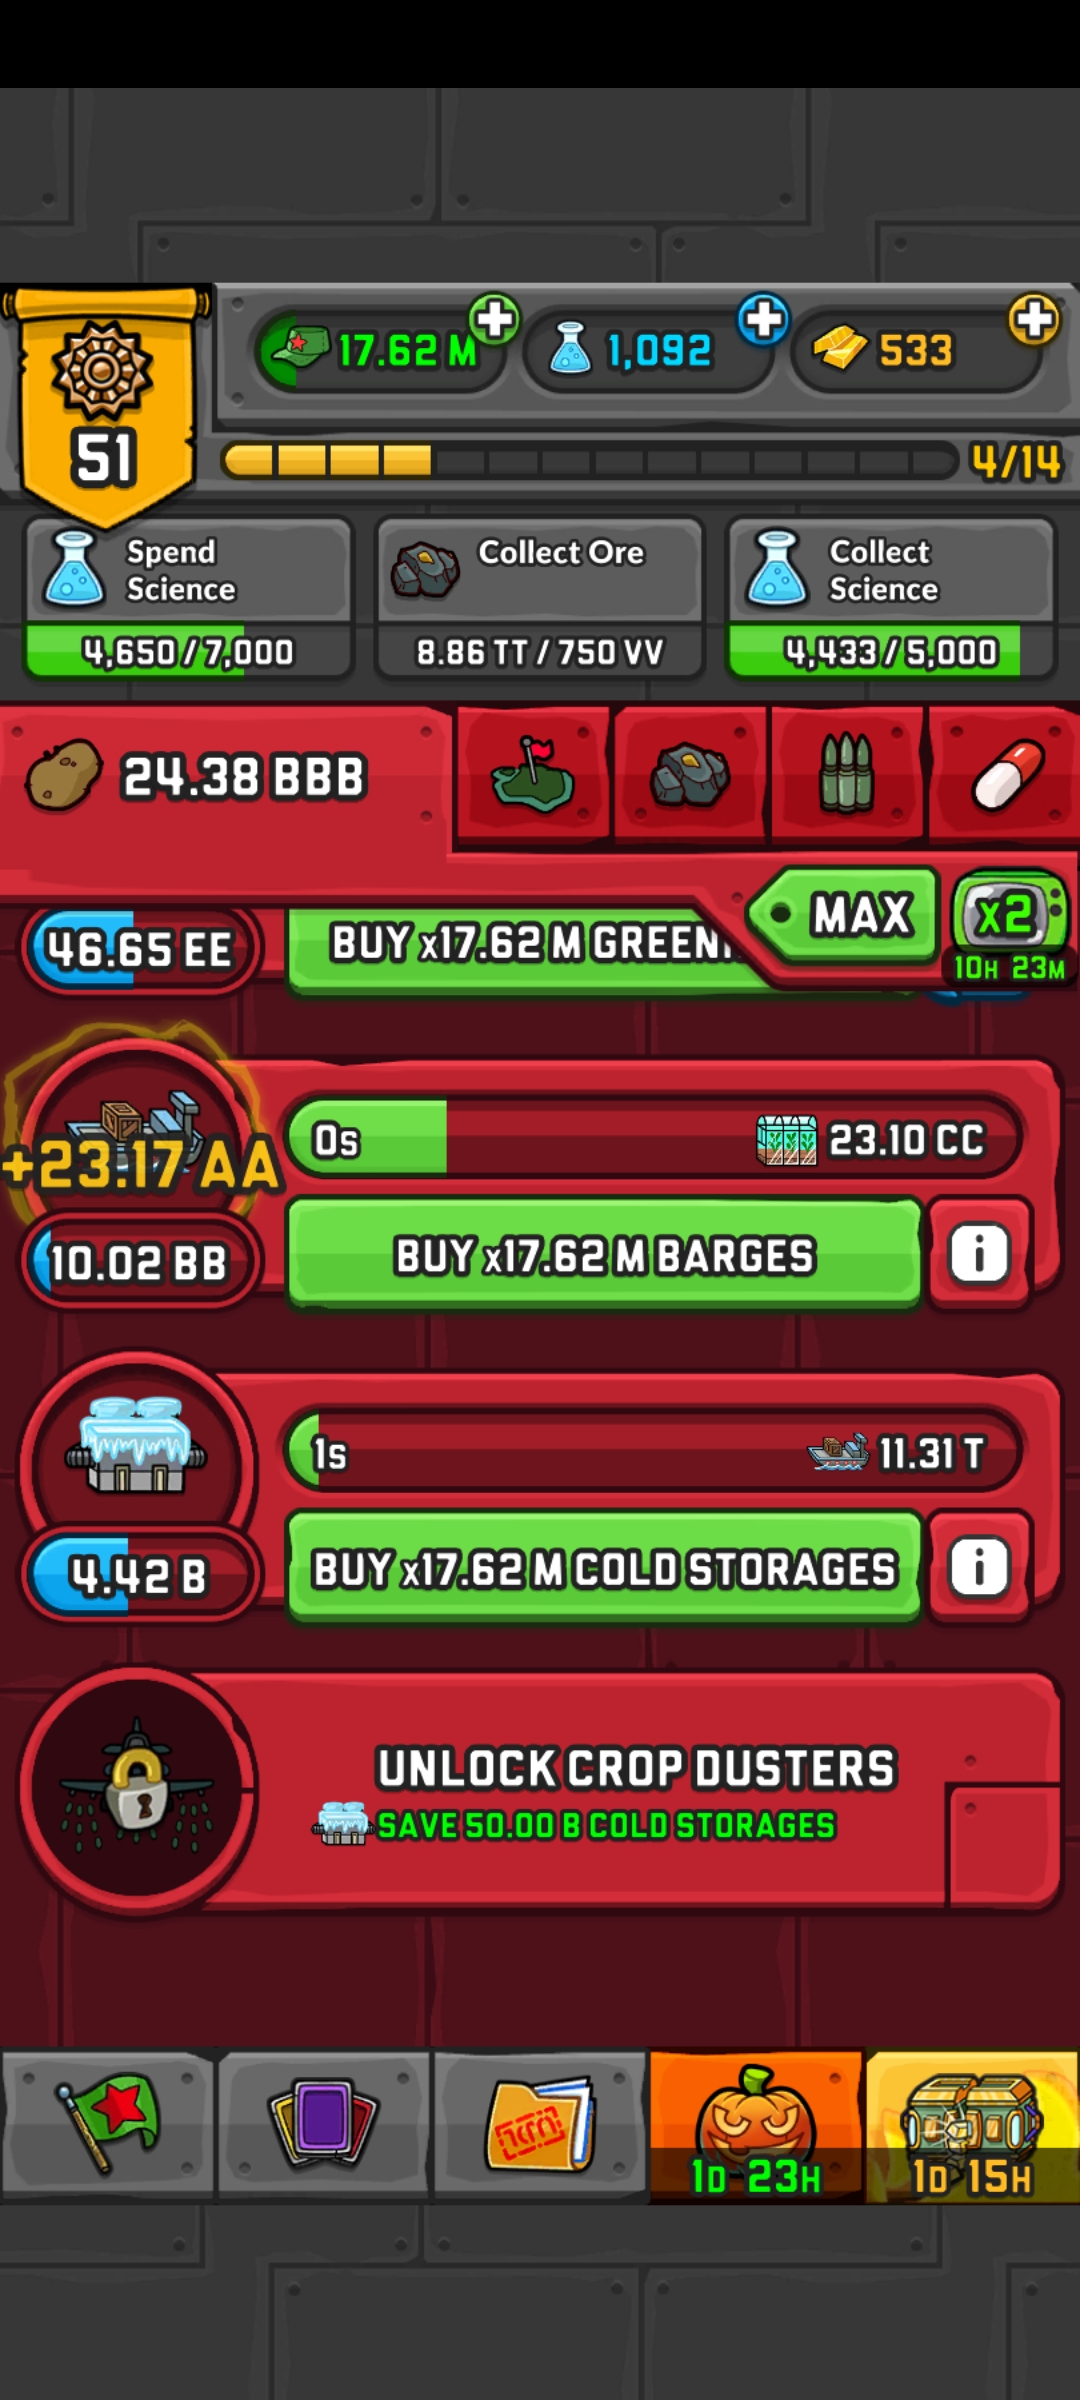 17.62 M
1,092
533
51
4/14
Spend
Science
4,650/7,000
Collect Ore
8.86 TT / 750 VV
Collect
Science
4,433/5,000
24.38 BBB
MAX
x2
10H 23M
46.65 EE
BUY x17.62 M
+23.17 AA
0s
23.10 CC
10.02 BB
BUY x17.62 M BARGES
i
1s
11.31 T
4.42 B
BUY x17.62 M COLD STORAGES
i
UNLOCK CROP DUSTERS
SAVE 50.00 B COLD STORAGES
1D 23H
1D 15H